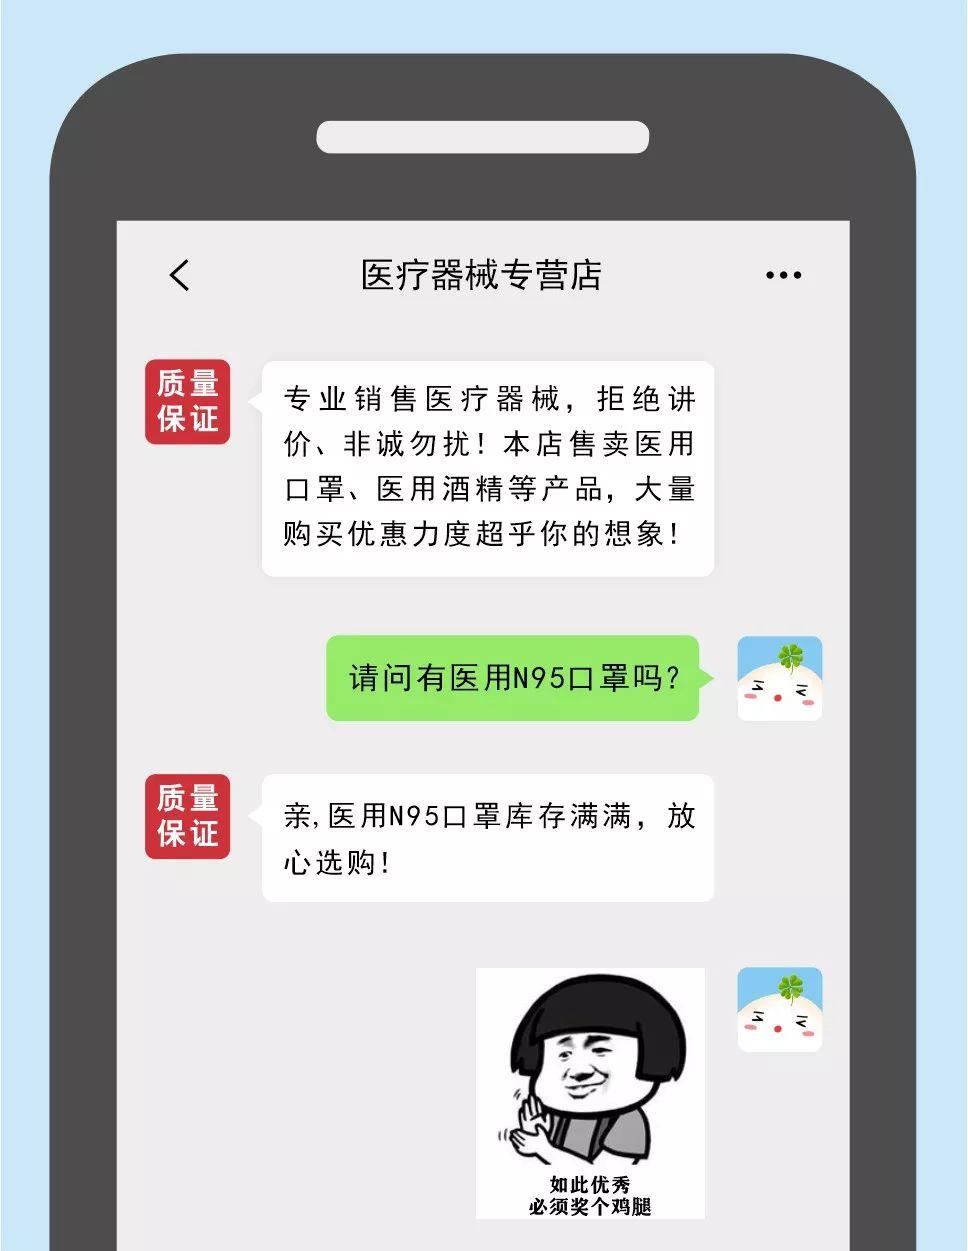 医疗器械专营店
质量
保证
专业销售医疗器械，拒绝讲
价、非诚勿扰！本店售卖医用
口罩、医用酒精等产品，大量
购买优惠力度超乎你的想象！
请问有医用N95口罩吗？
质量
保证
亲,医用N95口罩库存满满，放
心选购！
如此优秀
必须奖个鸡腿